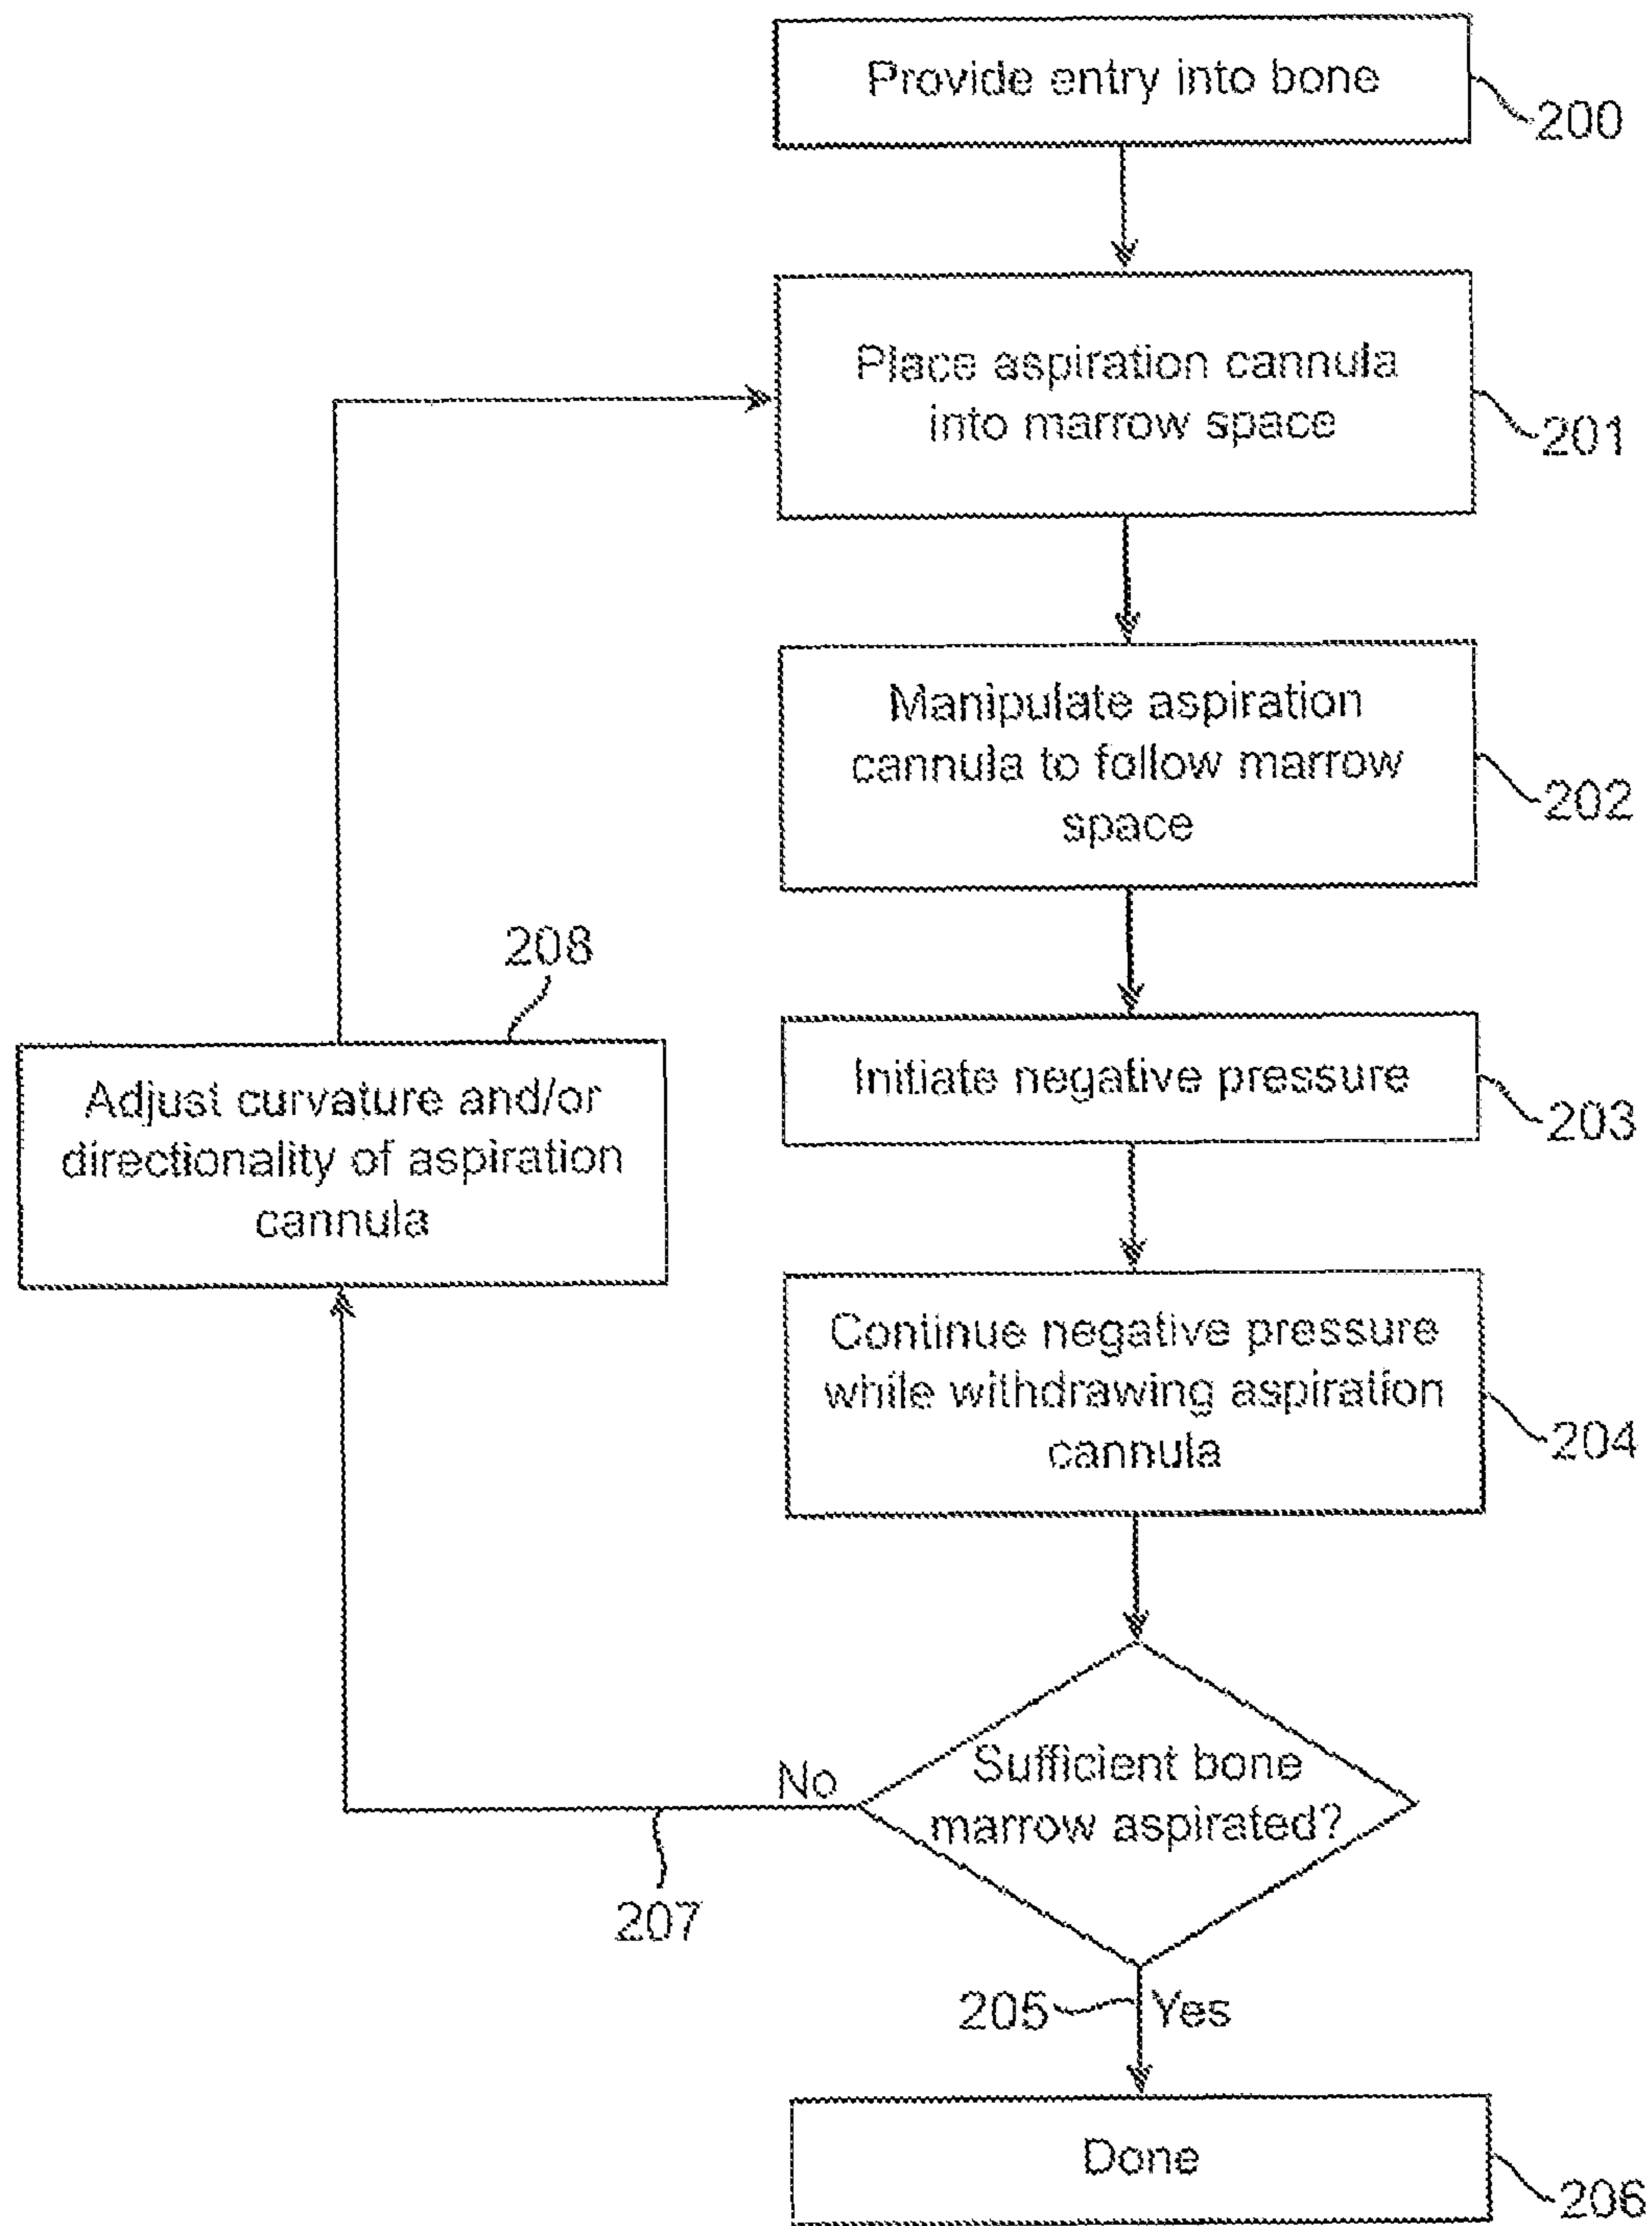 Provide entry into bone
200
Place aspiration cannula
into marrow space
201
Manipulate aspiration
cannula to follow marrow
space
202
208
Adjust curvature and/or
directionality of aspiration
cannula
Initiate negative pressure
203
Continue negative pressure
while withdrawing aspiration
cannula
204
No
Sufficient bone
marrow aspirated?
207
205
Yes
Done
206